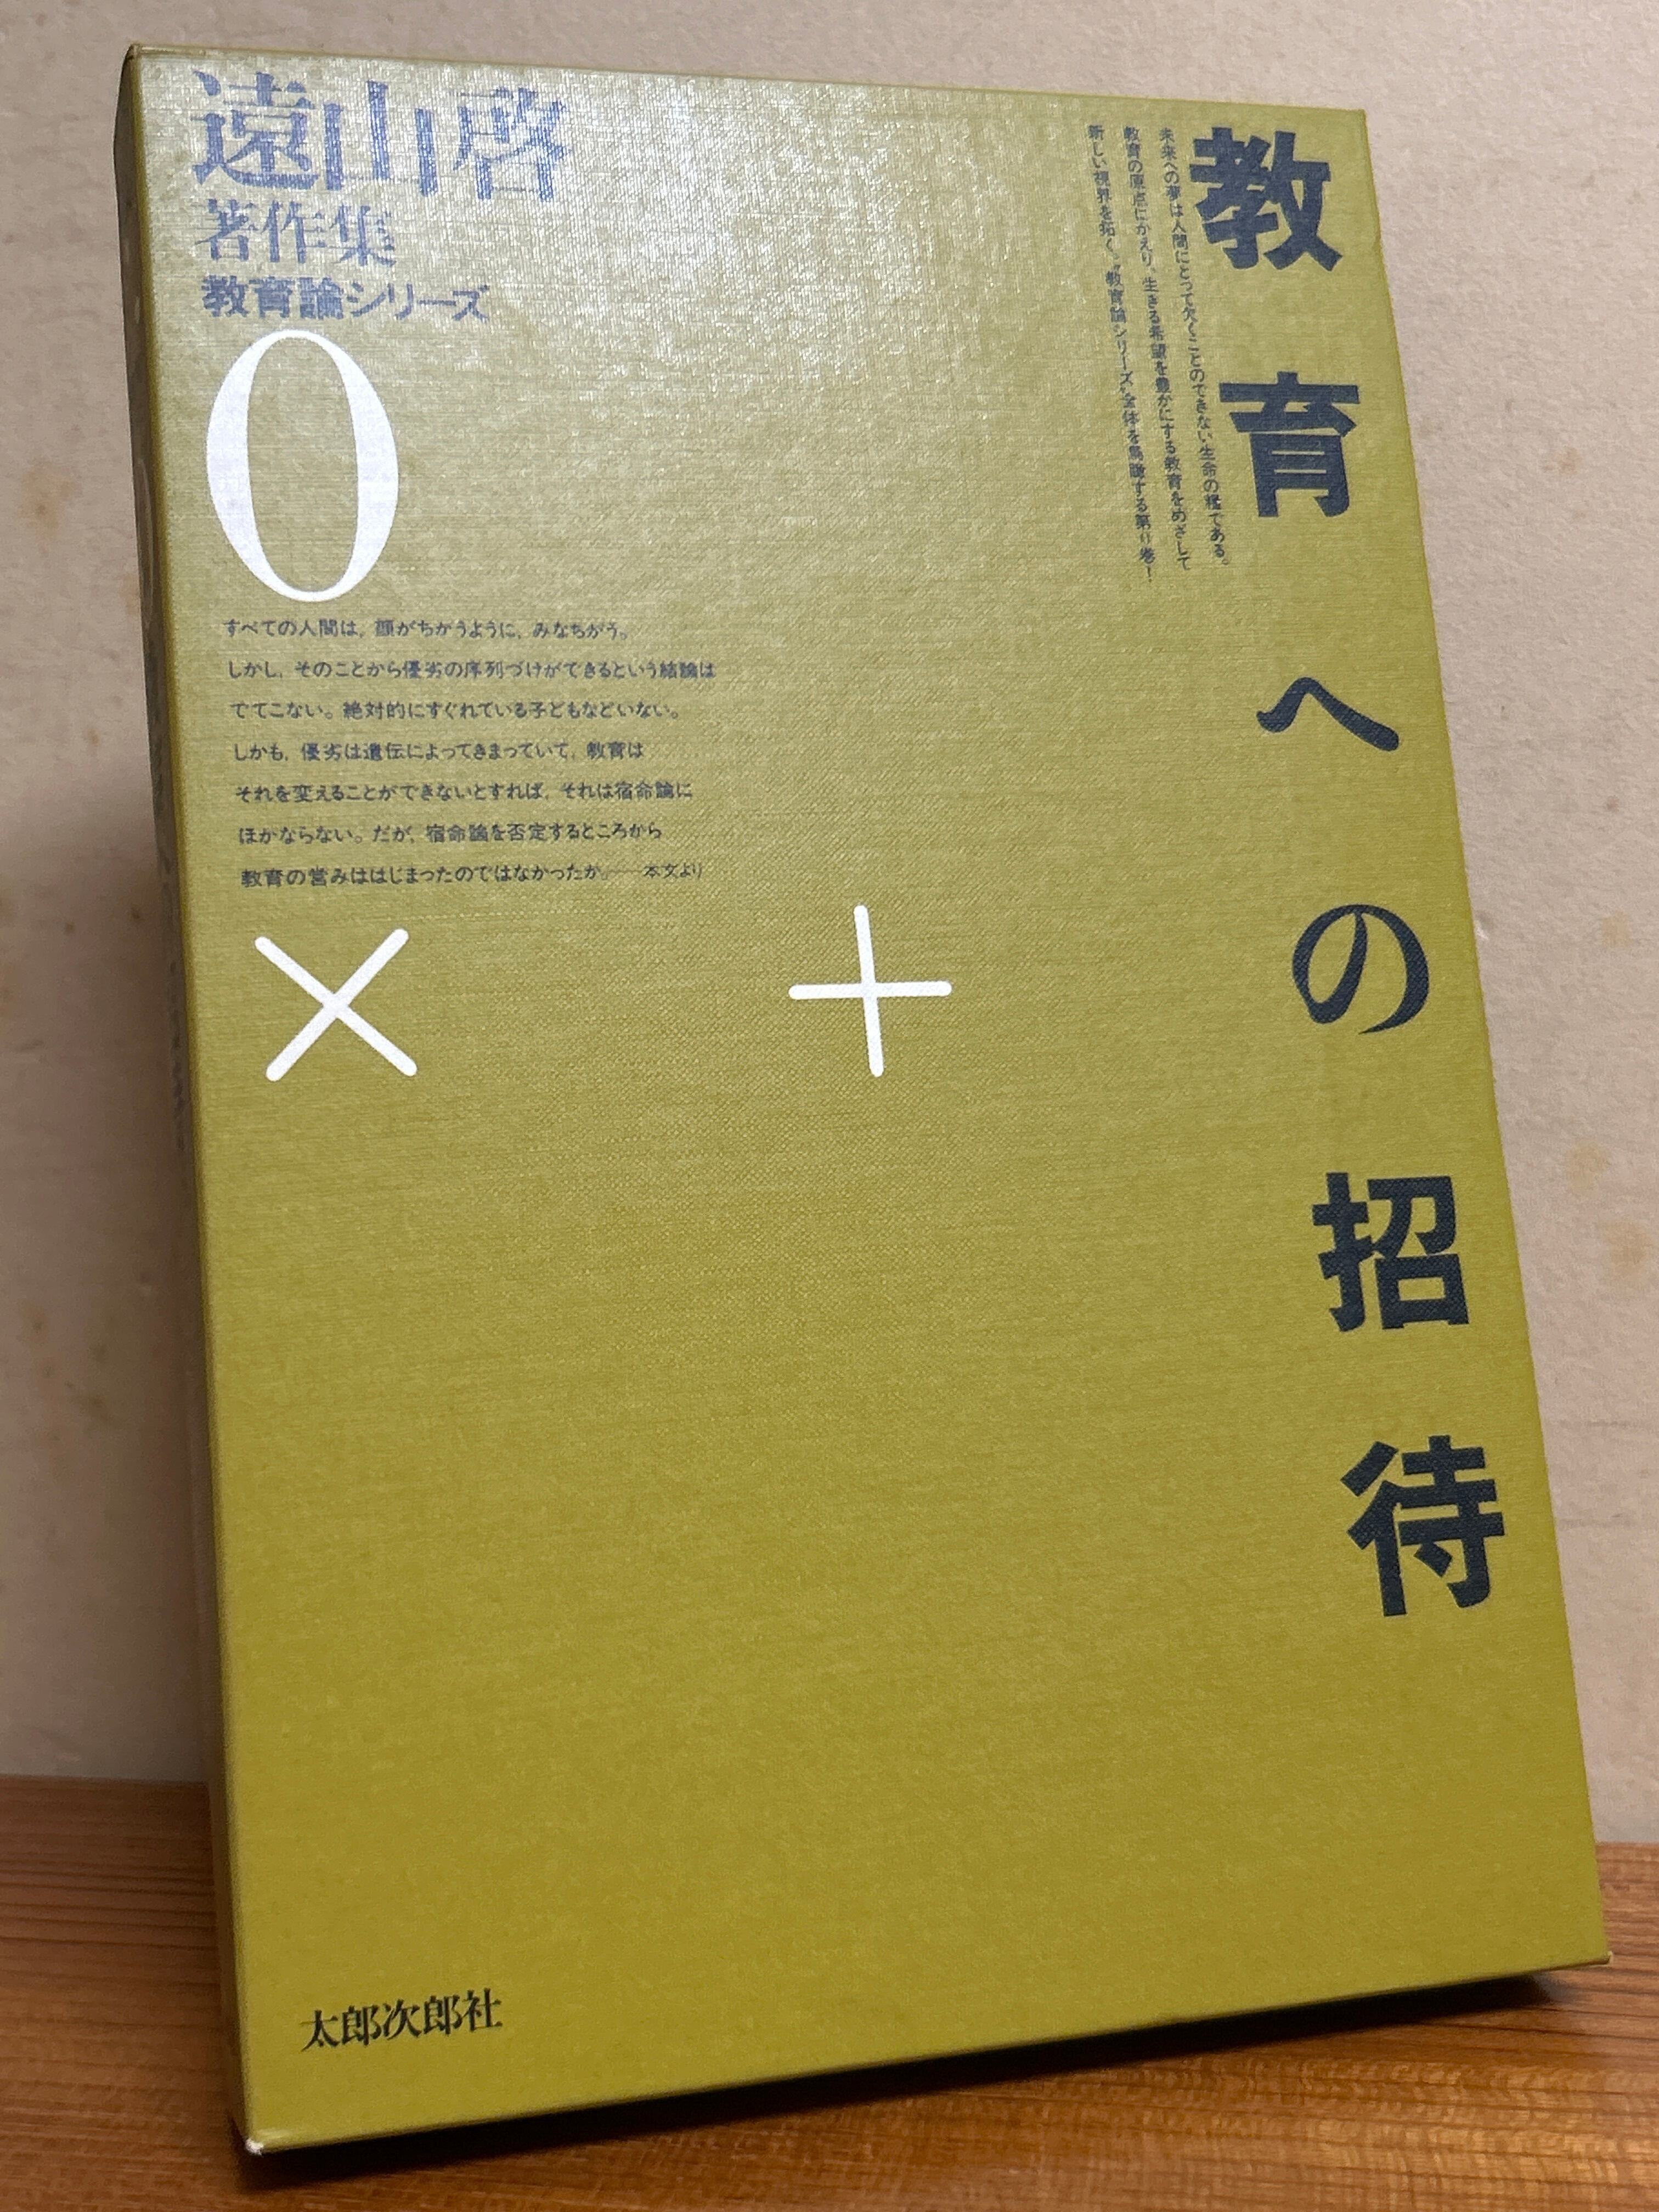 遠山啓
著作集
教育論シリーズ
0
すべての人間は，顔がちがうように，みなちがう。
しかし，そのことから優劣の序列づけができるという結論は
でてこない。絶対的にすぐれている子どもなどいない。
しかも，優劣は遺伝によってきまっていて，教育は
それを変えることができないとすれば，それは宿命論に
ほかならない。だが，宿命論を否定するところから
教育の営みははじまったのではなかったか。──本文より
× +
教育への招待
未来への夢は人間にとって欠くことのできない生命の糧である。
教育の原点にかえり、生きる希望を豊かにする教育をめざして
新しい視界を拓く。“教育論シリーズ”全体を鳥瞰する第0巻！
太郎次郎社